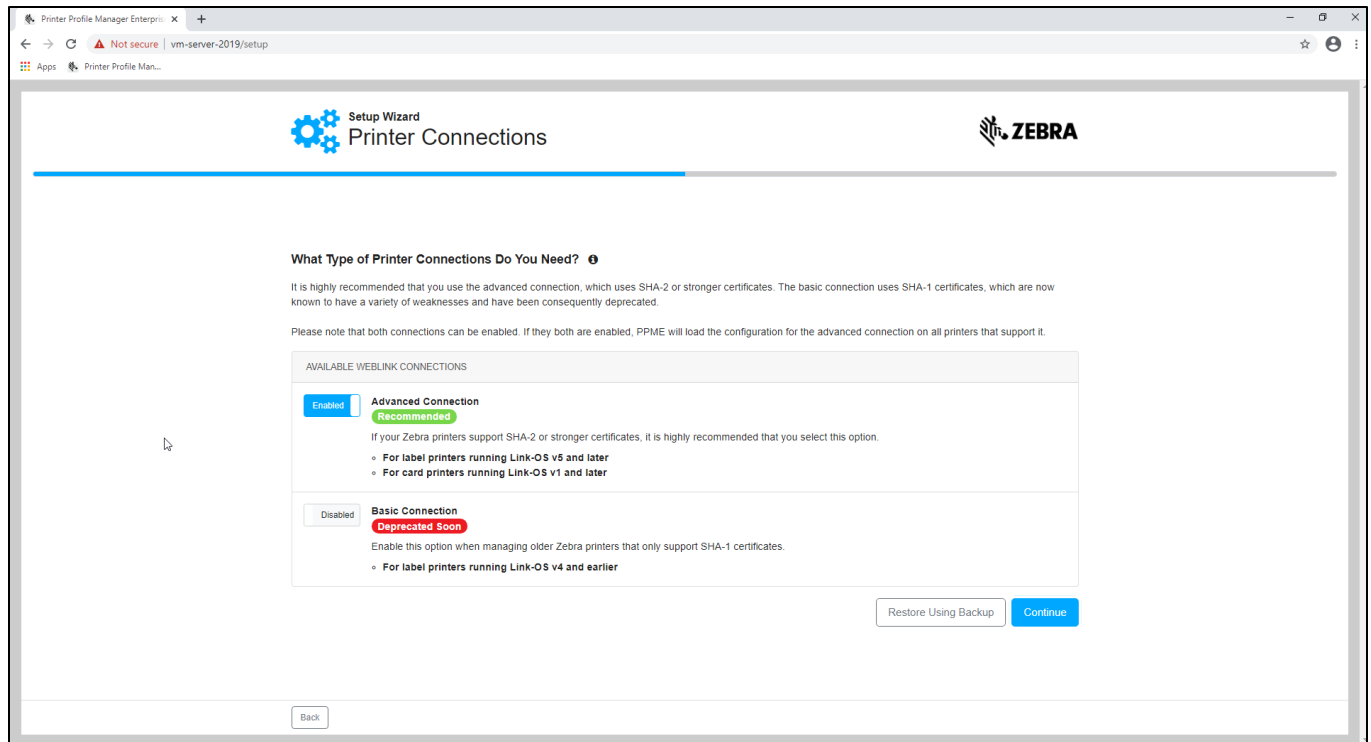 Printer Profile Manager Enterpris
Not secure | vm-server-2019/setup
Apps Printer Profile Man...
Setup Wizard
Printer Connections
ZEBRA
What Type of Printer Connections Do You Need?
It is highly recommended that you use the advanced connection, which uses SHA-2 or stronger certificates. The basic connection uses SHA-1 certificates, which are now
known to have a variety of weaknesses and have been consequently deprecated.
Please note that both connections can be enabled. If they both are enabled, PPME will load the configuration for the advanced connection on all printers that support it.
AVAILABLE WEBLINK CONNECTIONS
Enabled
Advanced Connection
Recommended
If your Zebra printers support SHA-2 or stronger certificates, it is highly recommended that you select this option.
For label printers running Link-OS v5 and later
For card printers running Link-OS v1 and later
Disabled
Basic Connection
Deprecated Soon
Enable this option when managing older Zebra printers that only support SHA-1 certificates.
For label printers running Link-OS v4 and earlier
Restore Using Backup Continue
Back